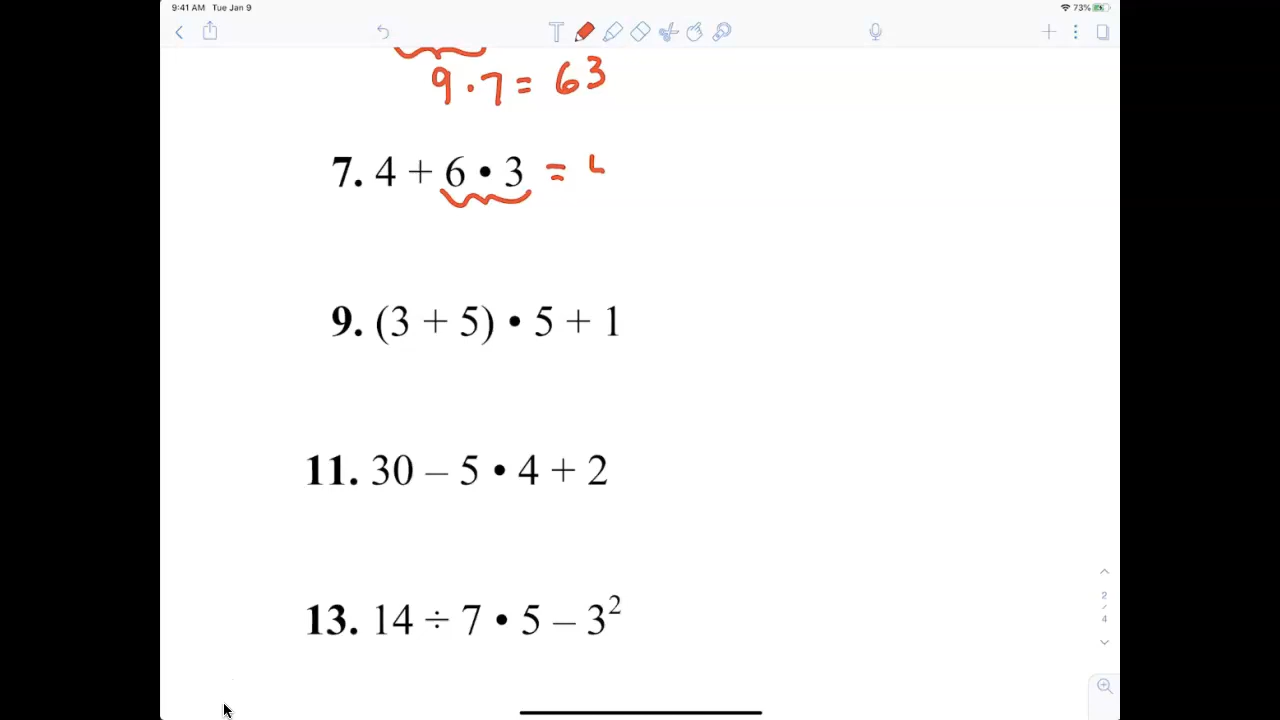 9:41 AM Tue Jan 9 73%
T
9 · 7 = 63
7. 4 + 6 • 3 =
9. (3 + 5) • 5 + 1
11. 30 – 5 • 4 + 2
13. 14 ÷ 7 • 5 – 3²
2
/
4